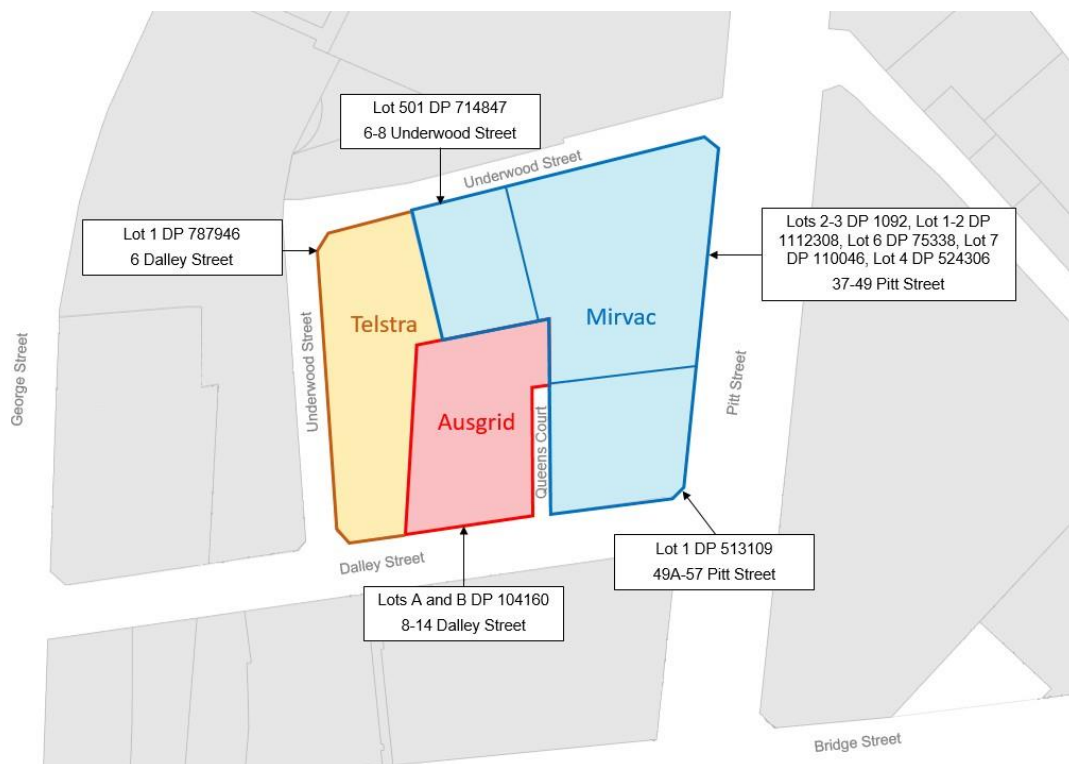 Lot 501 DP 714847
6-8 Underwood Street
Underwood Street
Lot 1 DP 787946
6 Dalley Street
Lots 2-3 DP 1092, Lot 1-2 DP
1112308, Lot 6 DP 75338, Lot 7
DP 110046, Lot 4 DP 524306
37-49 Pitt Street
Telstra
Mirvac
George Street
Underwood Street
Pitt Street
Ausgrid
Queens Court
Dalley Street
Lot 1 DP 513109
49A-57 Pitt Street
Lots A and B DP 104160
8-14 Dalley Street
Bridge Street